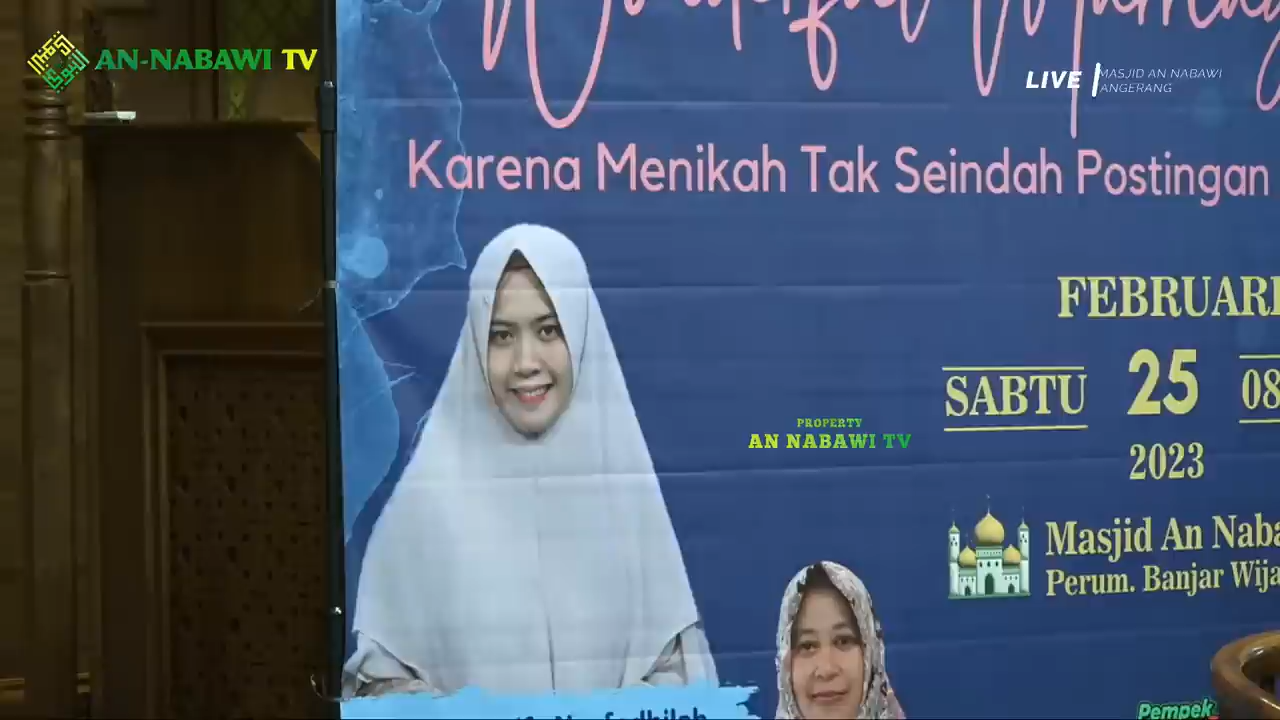 AN-NABAWI TV
LIVE
MASJID AN NABAWI
ANGERANG
Karena Menikah Tak Seindah Postingan
FEBRUARI
SABTU 25 08
2023
PROPERTY
AN NABAWI TV
Masjid An Naba
Perum. Banjar Wija
Pempek